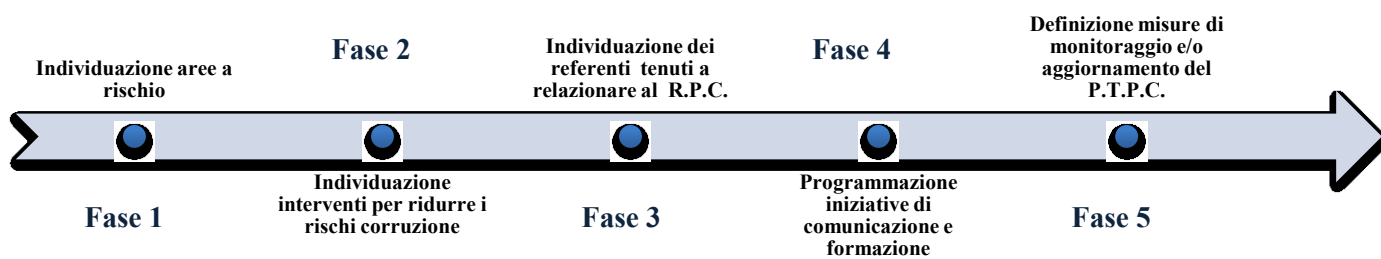 Individuazione aree a
rischio
Fase 1
Fase 2
Individuazione
interventi per ridurre i
rischi corruzione
Individuazione dei
referenti tenuti a
relazionare al R.P.C.
Fase 3
Fase 4
Programmazione
iniziative di
comunicazione e
formazione
Definizione misure di
monitoraggio e/o
aggiornamento del
P.T.P.C.
Fase 5